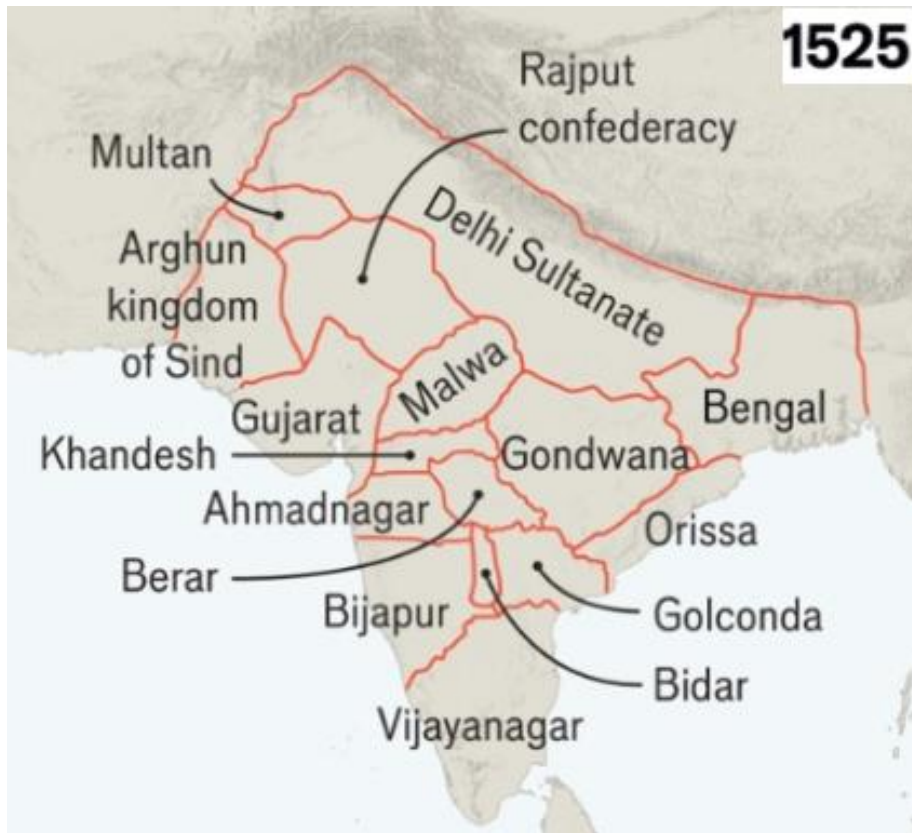 1525
Rajput
confederacy
Multan
Delhi Sultanate
Arghun
kingdom
of Sind
Malwa
Gujarat
Bengal
Khandesh
Gondwana
Ahmadnagar
Orissa
Berar
Bijapur
Golconda
Bidar
Vijayanagar